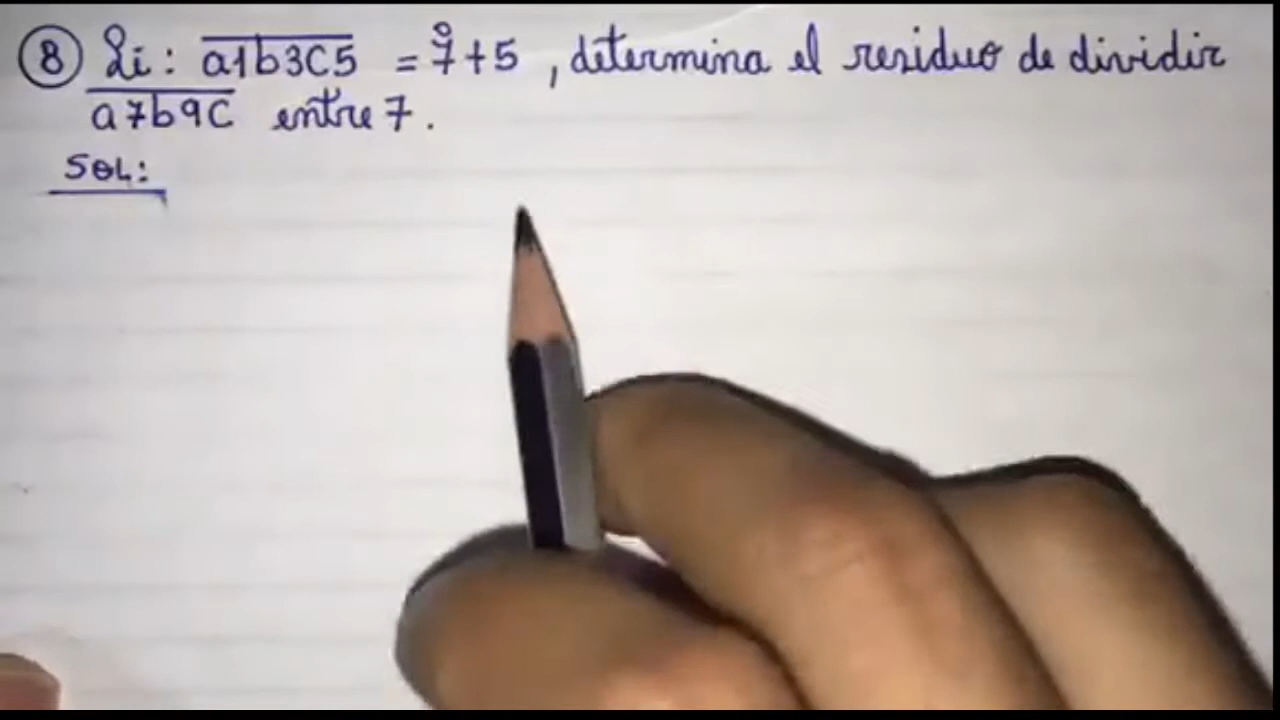 ⑧ Si: a1b3C5 = 7̊+5, determina el residuo de dividir
a7b9C entre 7.
SOL: